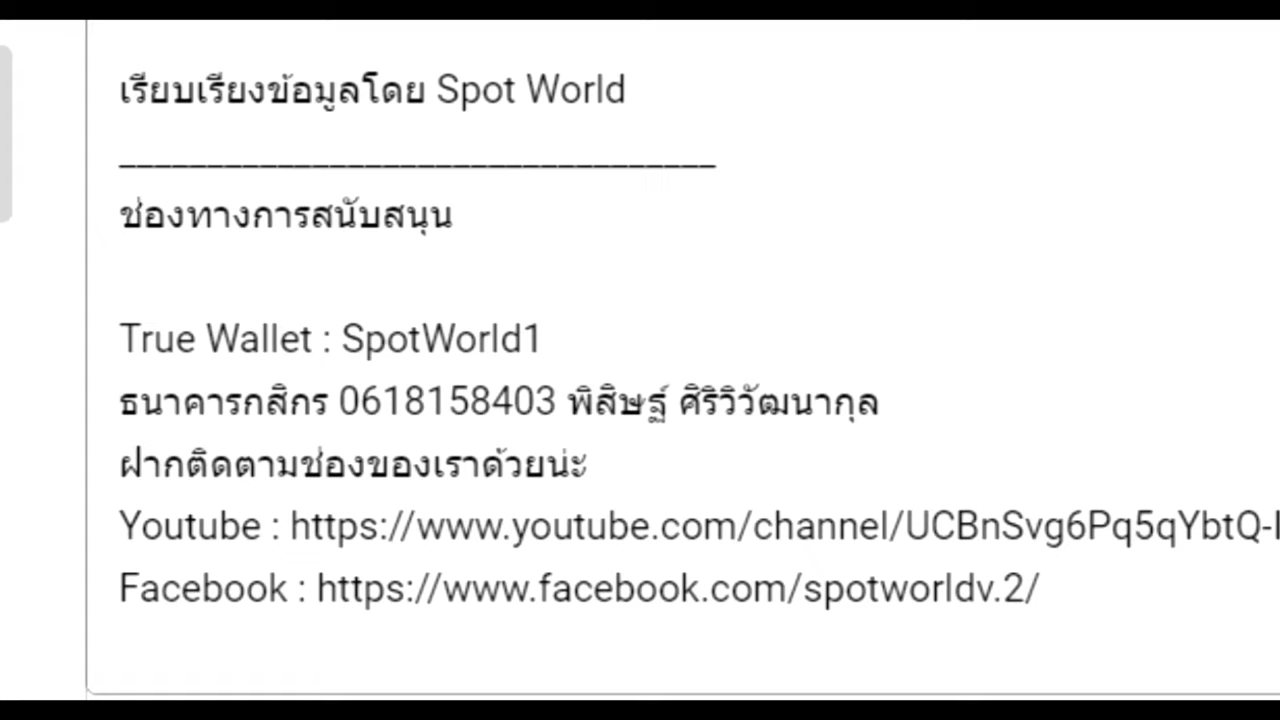 เรียบเรียงข้อมูลโดย Spot World
__________________________________
ช่องทางการสนับสนุน
True Wallet : SpotWorld1
ธนาคารกสิกร 0618158403 พิสิษฐ์ ศิริวิวัฒนากุล
ฝากติดตามช่องของเราด้วยน่ะ
Youtube : https://www.youtube.com/channel/UCBnSvg6Pq5qYbtQ-
Facebook : https://www.facebook.com/spotworldv.2/